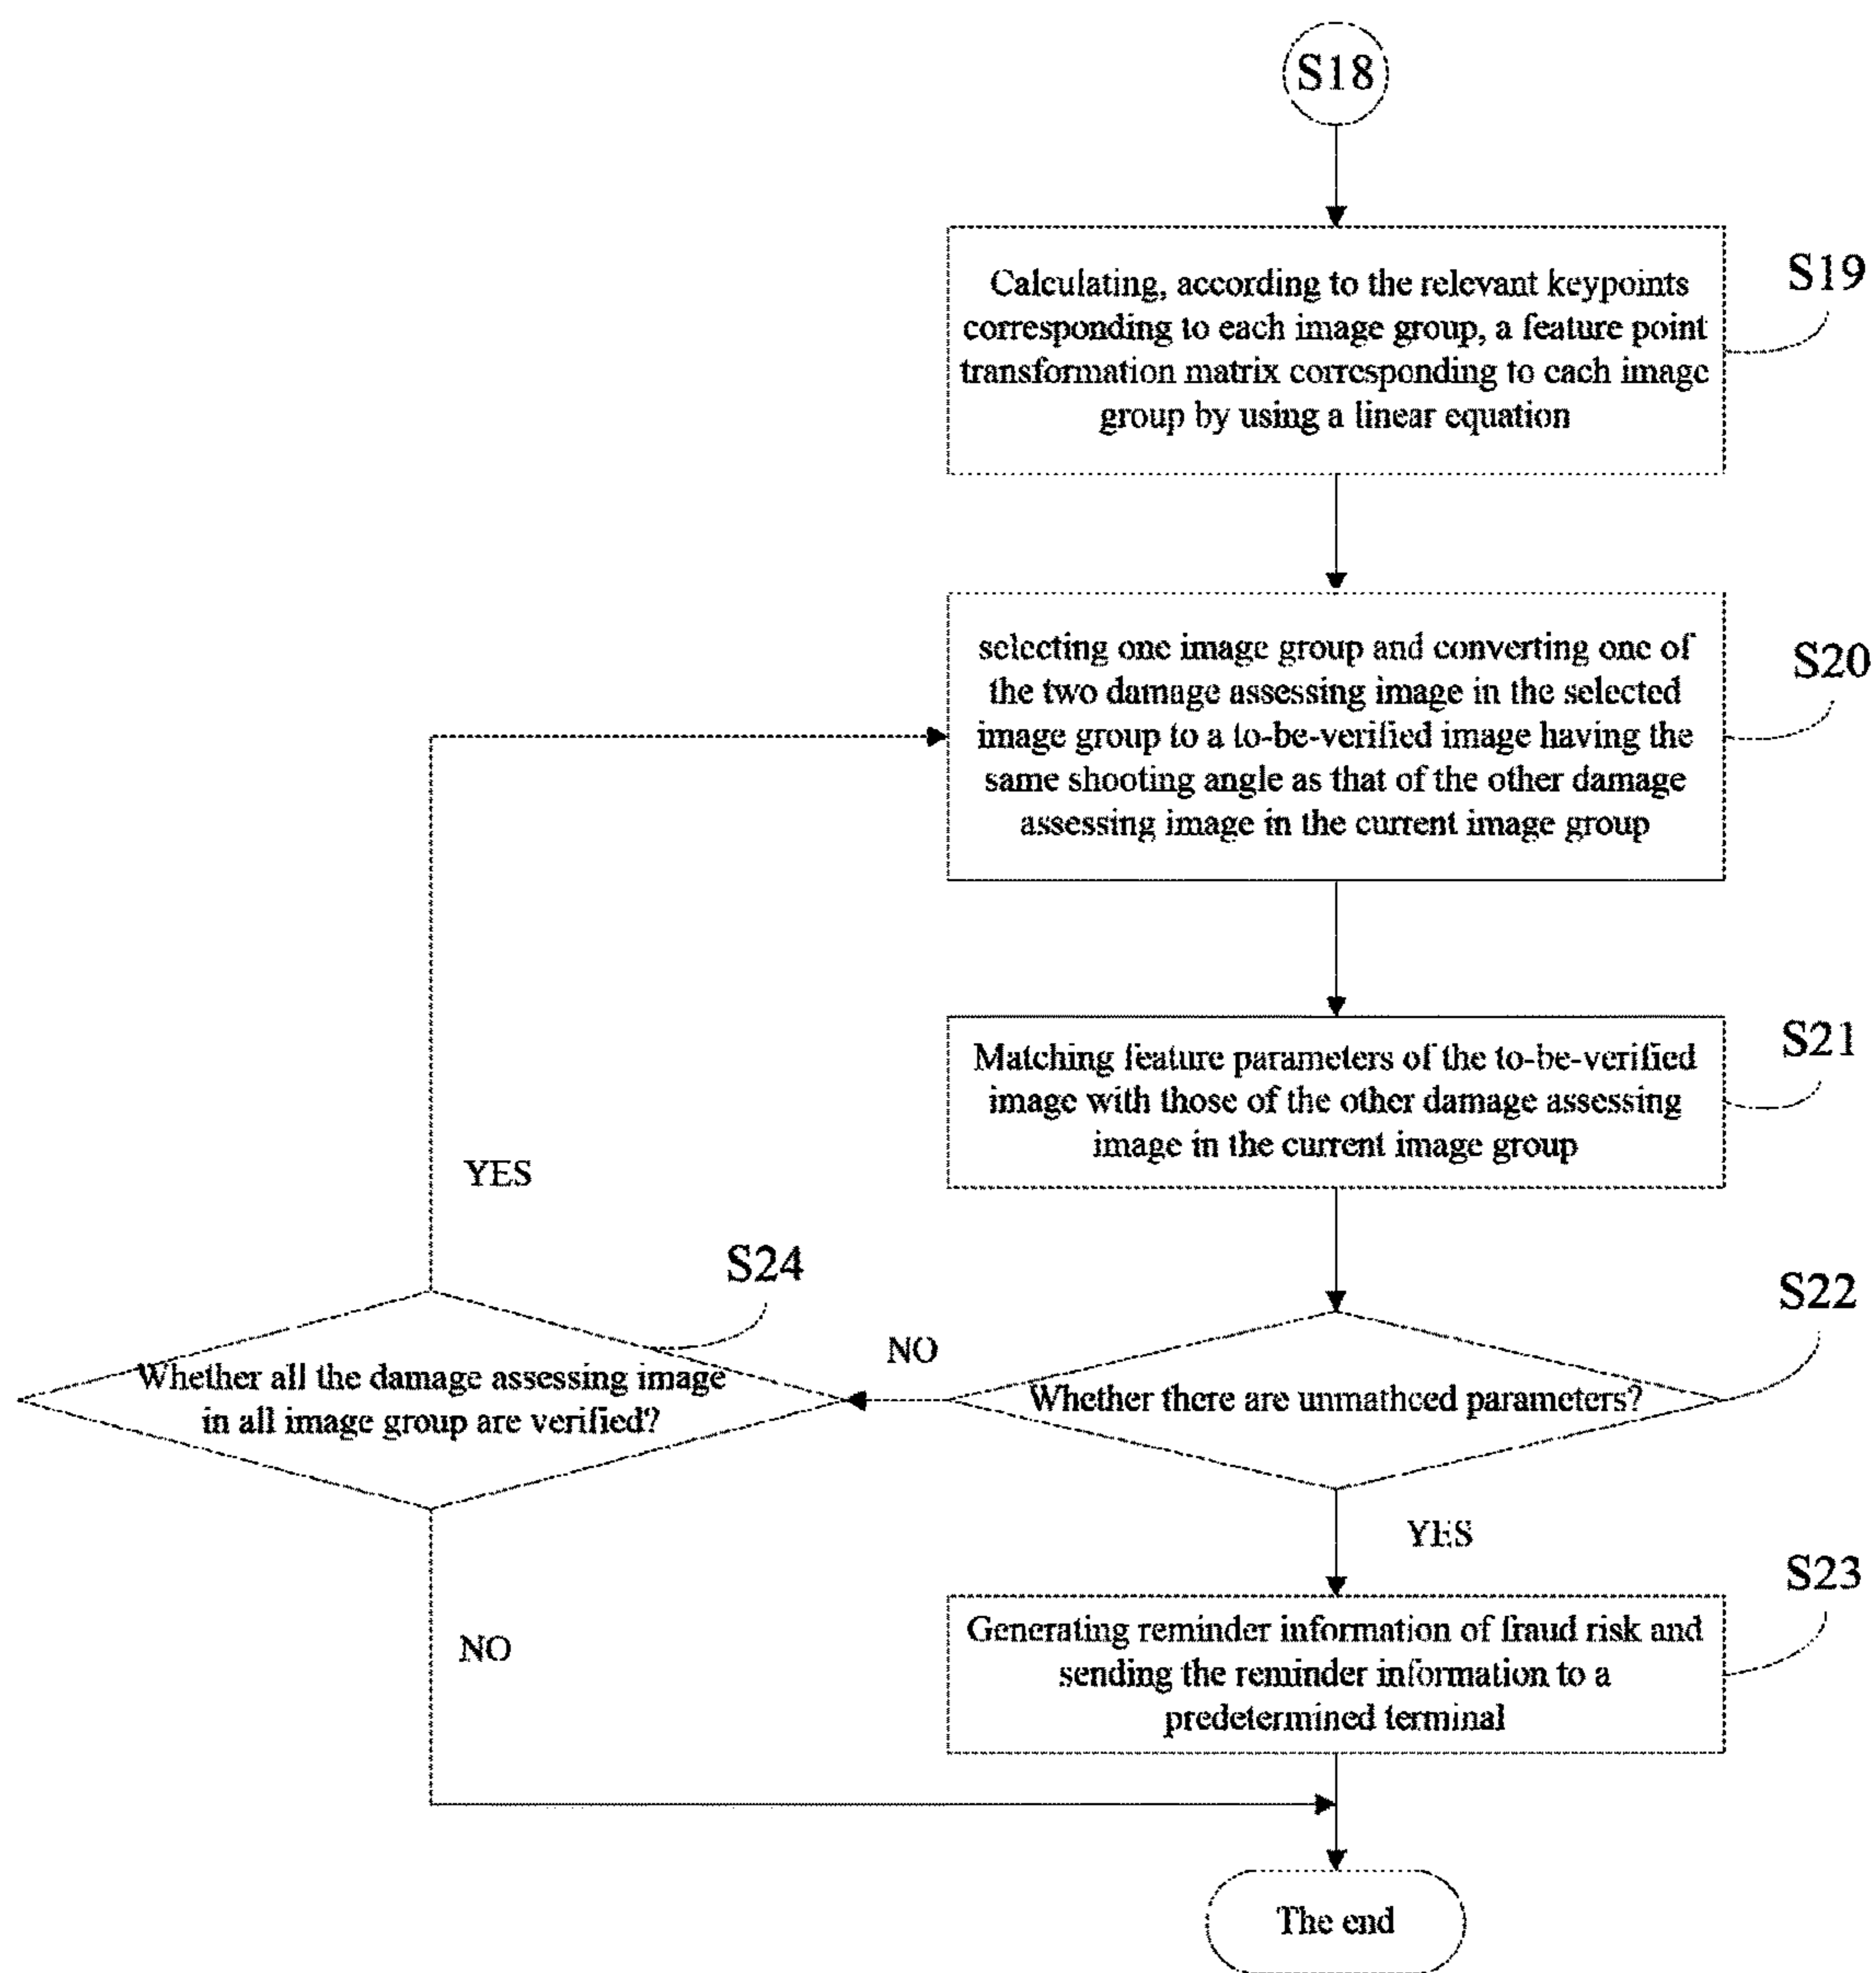 S18
Calculating, according to the relevant keypoints
corresponding to each image group, a feature point
transformation matrix corresponding to each image
group by using a linear equation
S19
selecting one image group and converting one of
the two damage assessing image in the selected
image group to a to-be-verified image having the
same shooting angle as that of the other damage
assessing image in the current image group
S20
Matching feature parameters of the to-be-verified
image with those of the other damage assessing
image in the current image group
S21
YES
S24
S22
NO
Whether all the damage assessing image
in all image group are verified?
Whether there are unmathced parameters?
YES
S23
NO
Generating reminder information of fraud risk and
sending the reminder information to a
predetermined terminal
The end